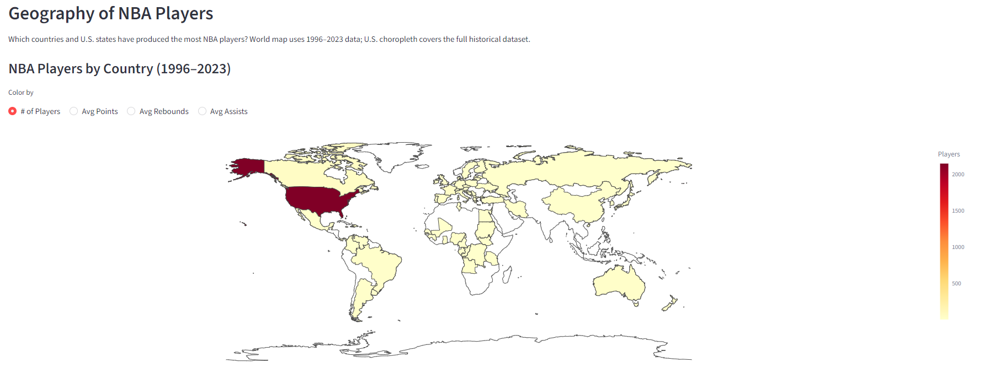 Geography of NBA Players
Which countries and U.S. states have produced the most NBA players? World map uses 1996–2023 data; U.S. choropleth covers the full historical dataset.
NBA Players by Country (1996–2023)
Color by
# of Players
Avg Points
Avg Rebounds
Avg Assists
Players
2000
1500
1000
500